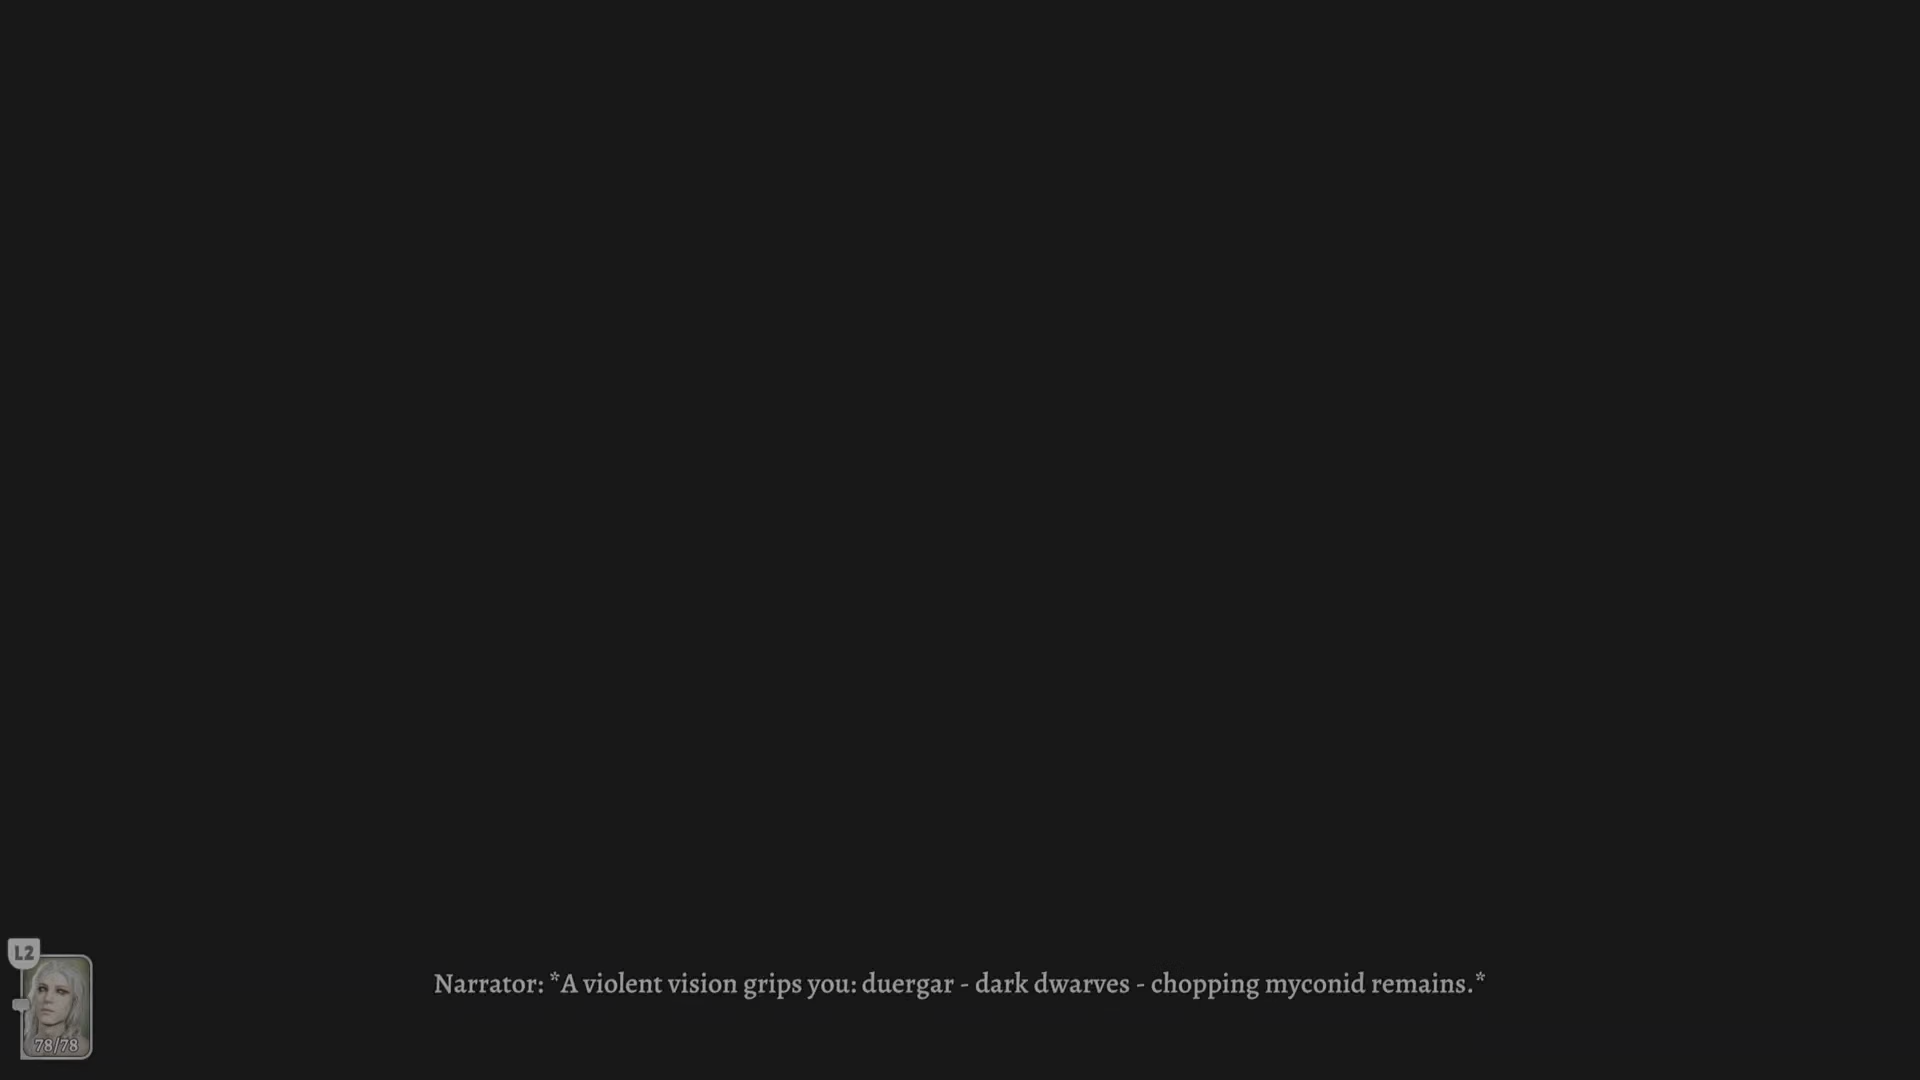 Narrator: *A violent vision grips you: duergar - dark dwarves - chopping myconid remains.*
L2
78/78